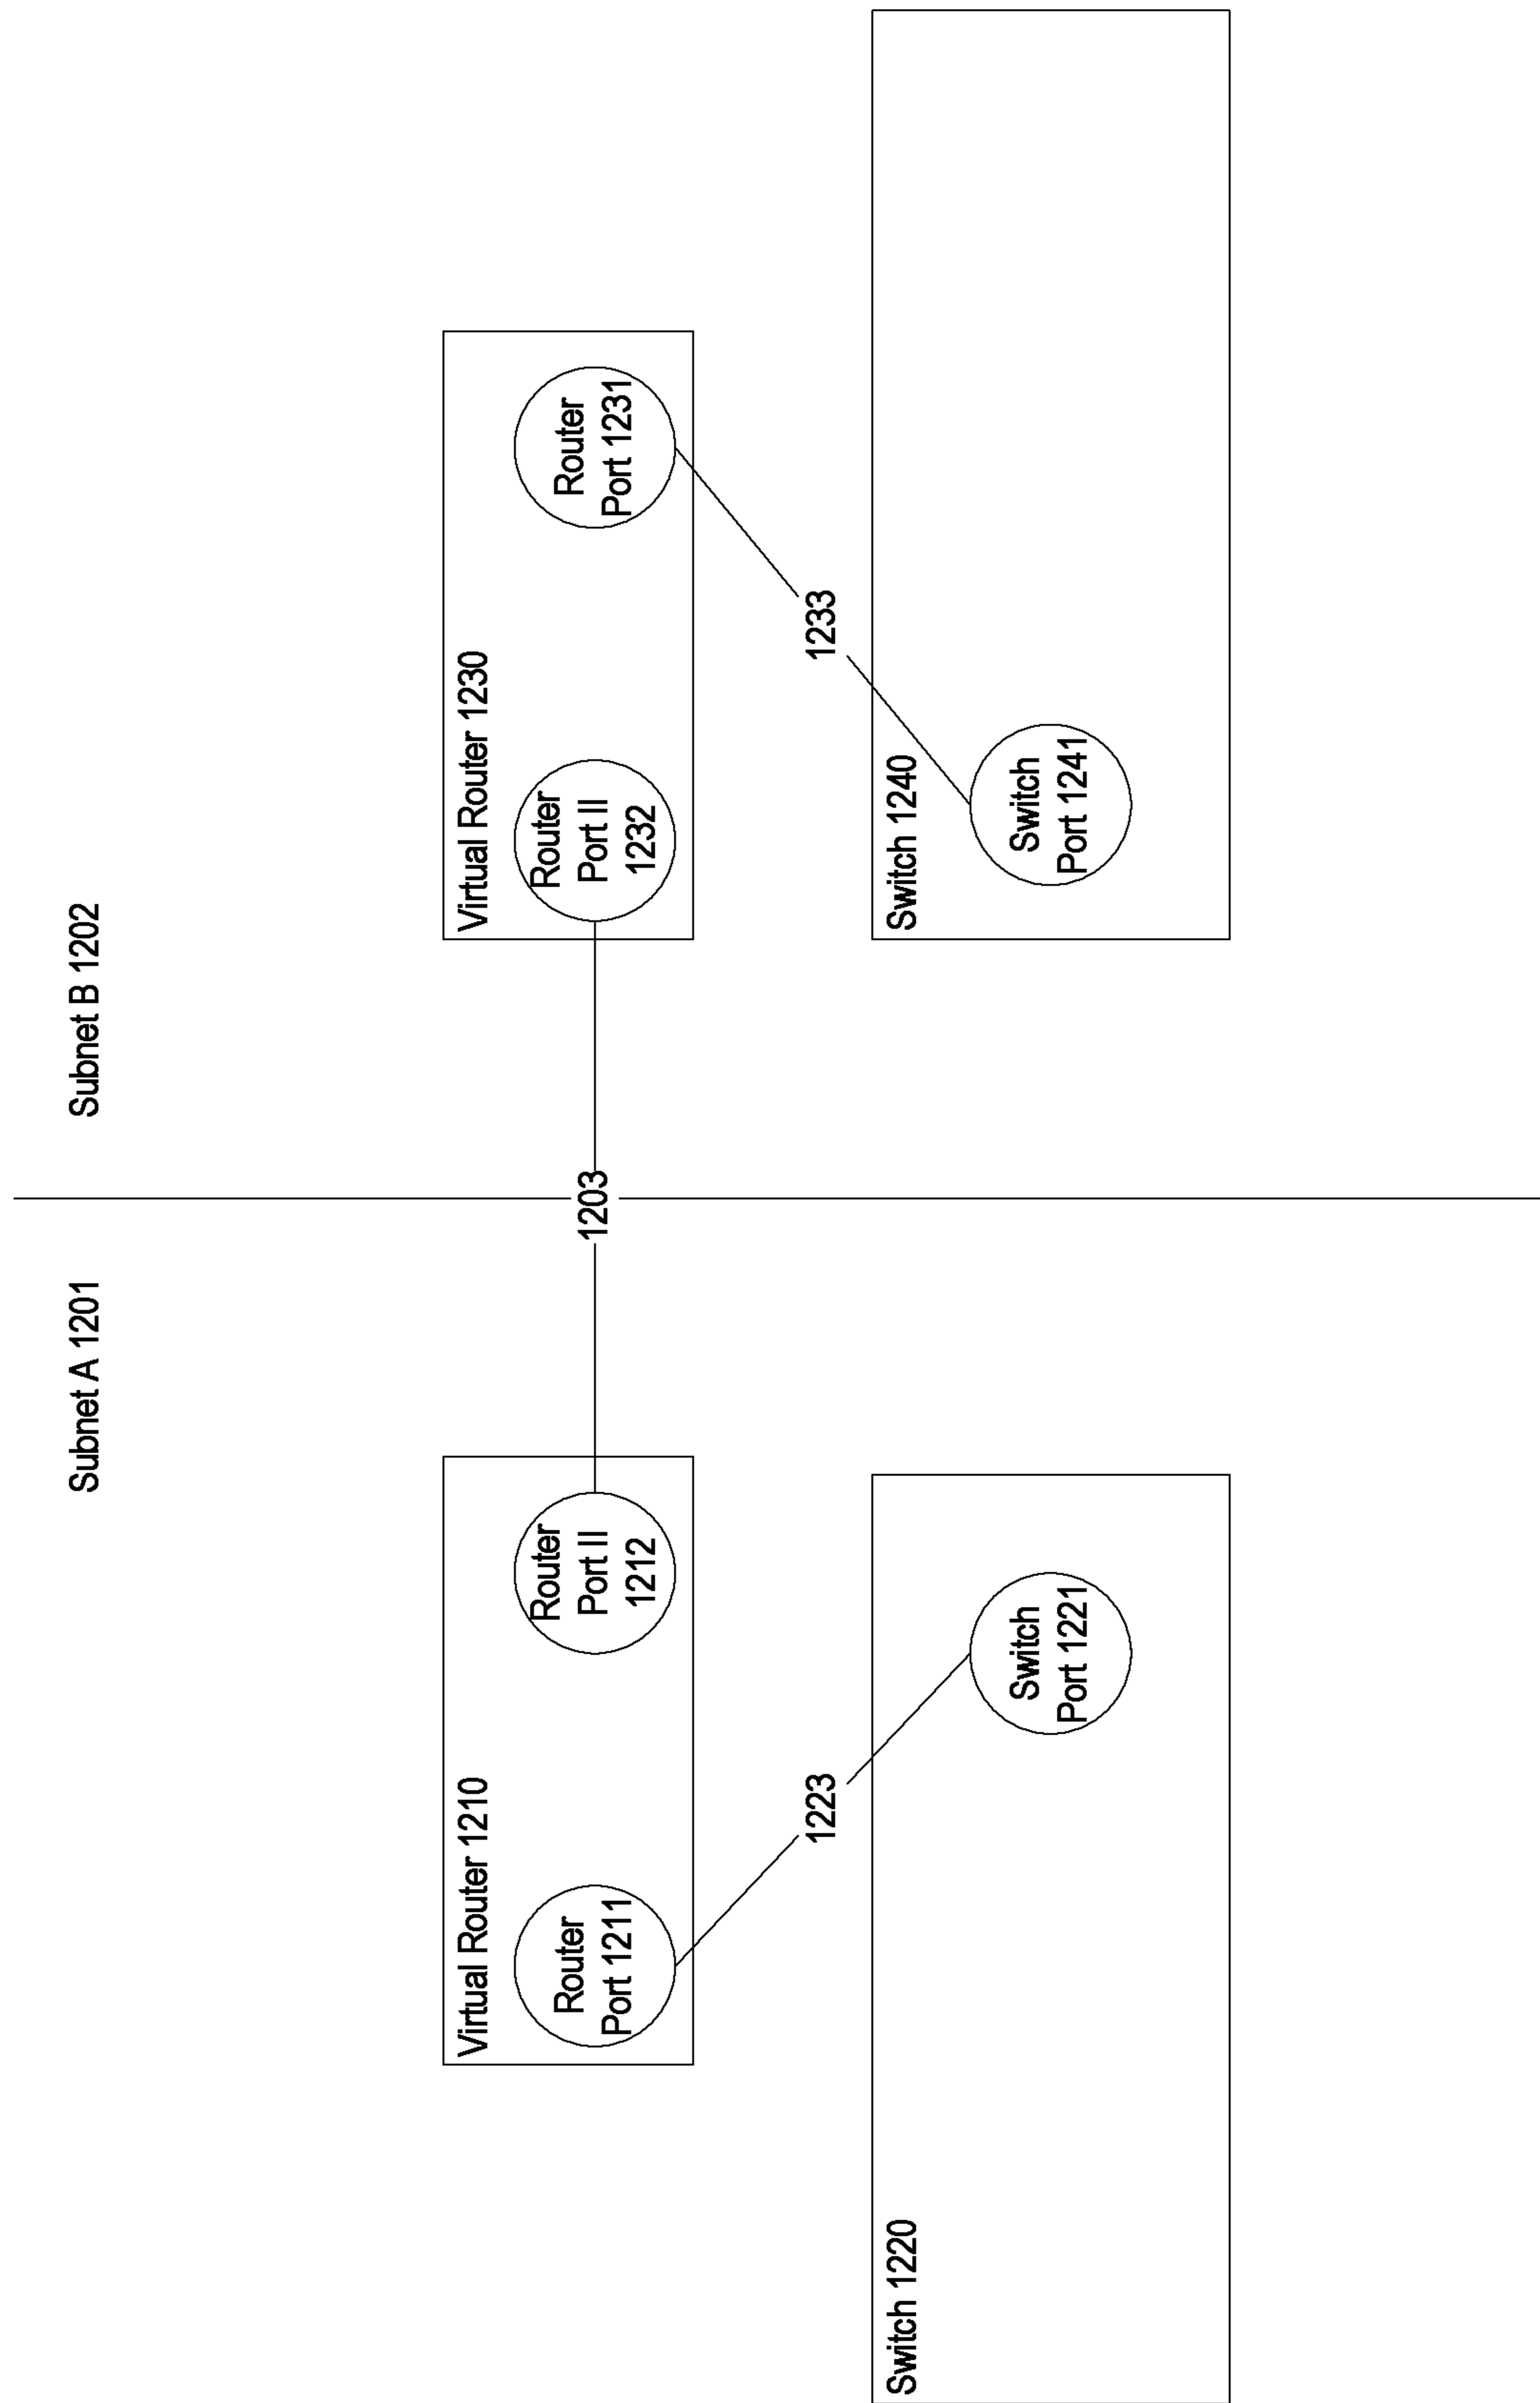 Subnet A 1201
Subnet B 1202
Virtual Router 1210
Router
Port 1211
Router
Port II
1212
1203
Virtual Router 1230
Router
Port II
1232
Router
Port 1231
1223
1233
Switch 1220
Switch
Port 1221
Switch 1240
Switch
Port 1241